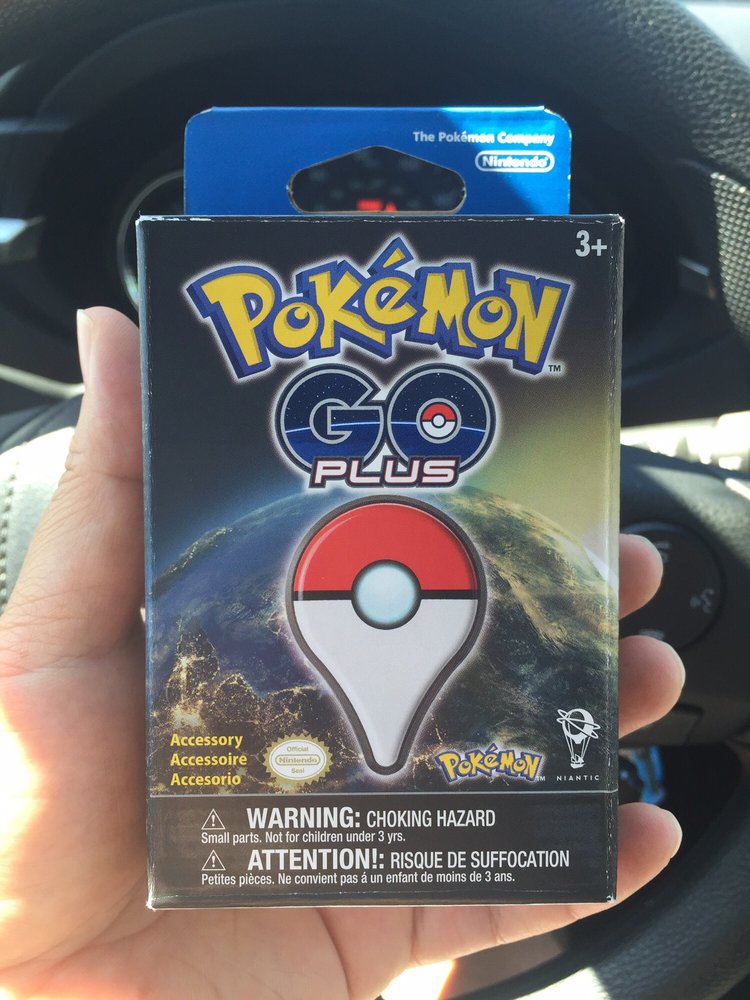 The Pokémon Company
Nintendo
3+
POKÉMON
TM
GO
PLUS
Accessory
Accessoire
Accesorio
Official
Nintendo
Seal
POKÉMON
TM
NIANTIC
WARNING: CHOKING HAZARD
Small parts. Not for children under 3 yrs.
ATTENTION!: RISQUE DE SUFFOCATION
Petites pièces. Ne convient pas á un enfant de moins de 3 ans.